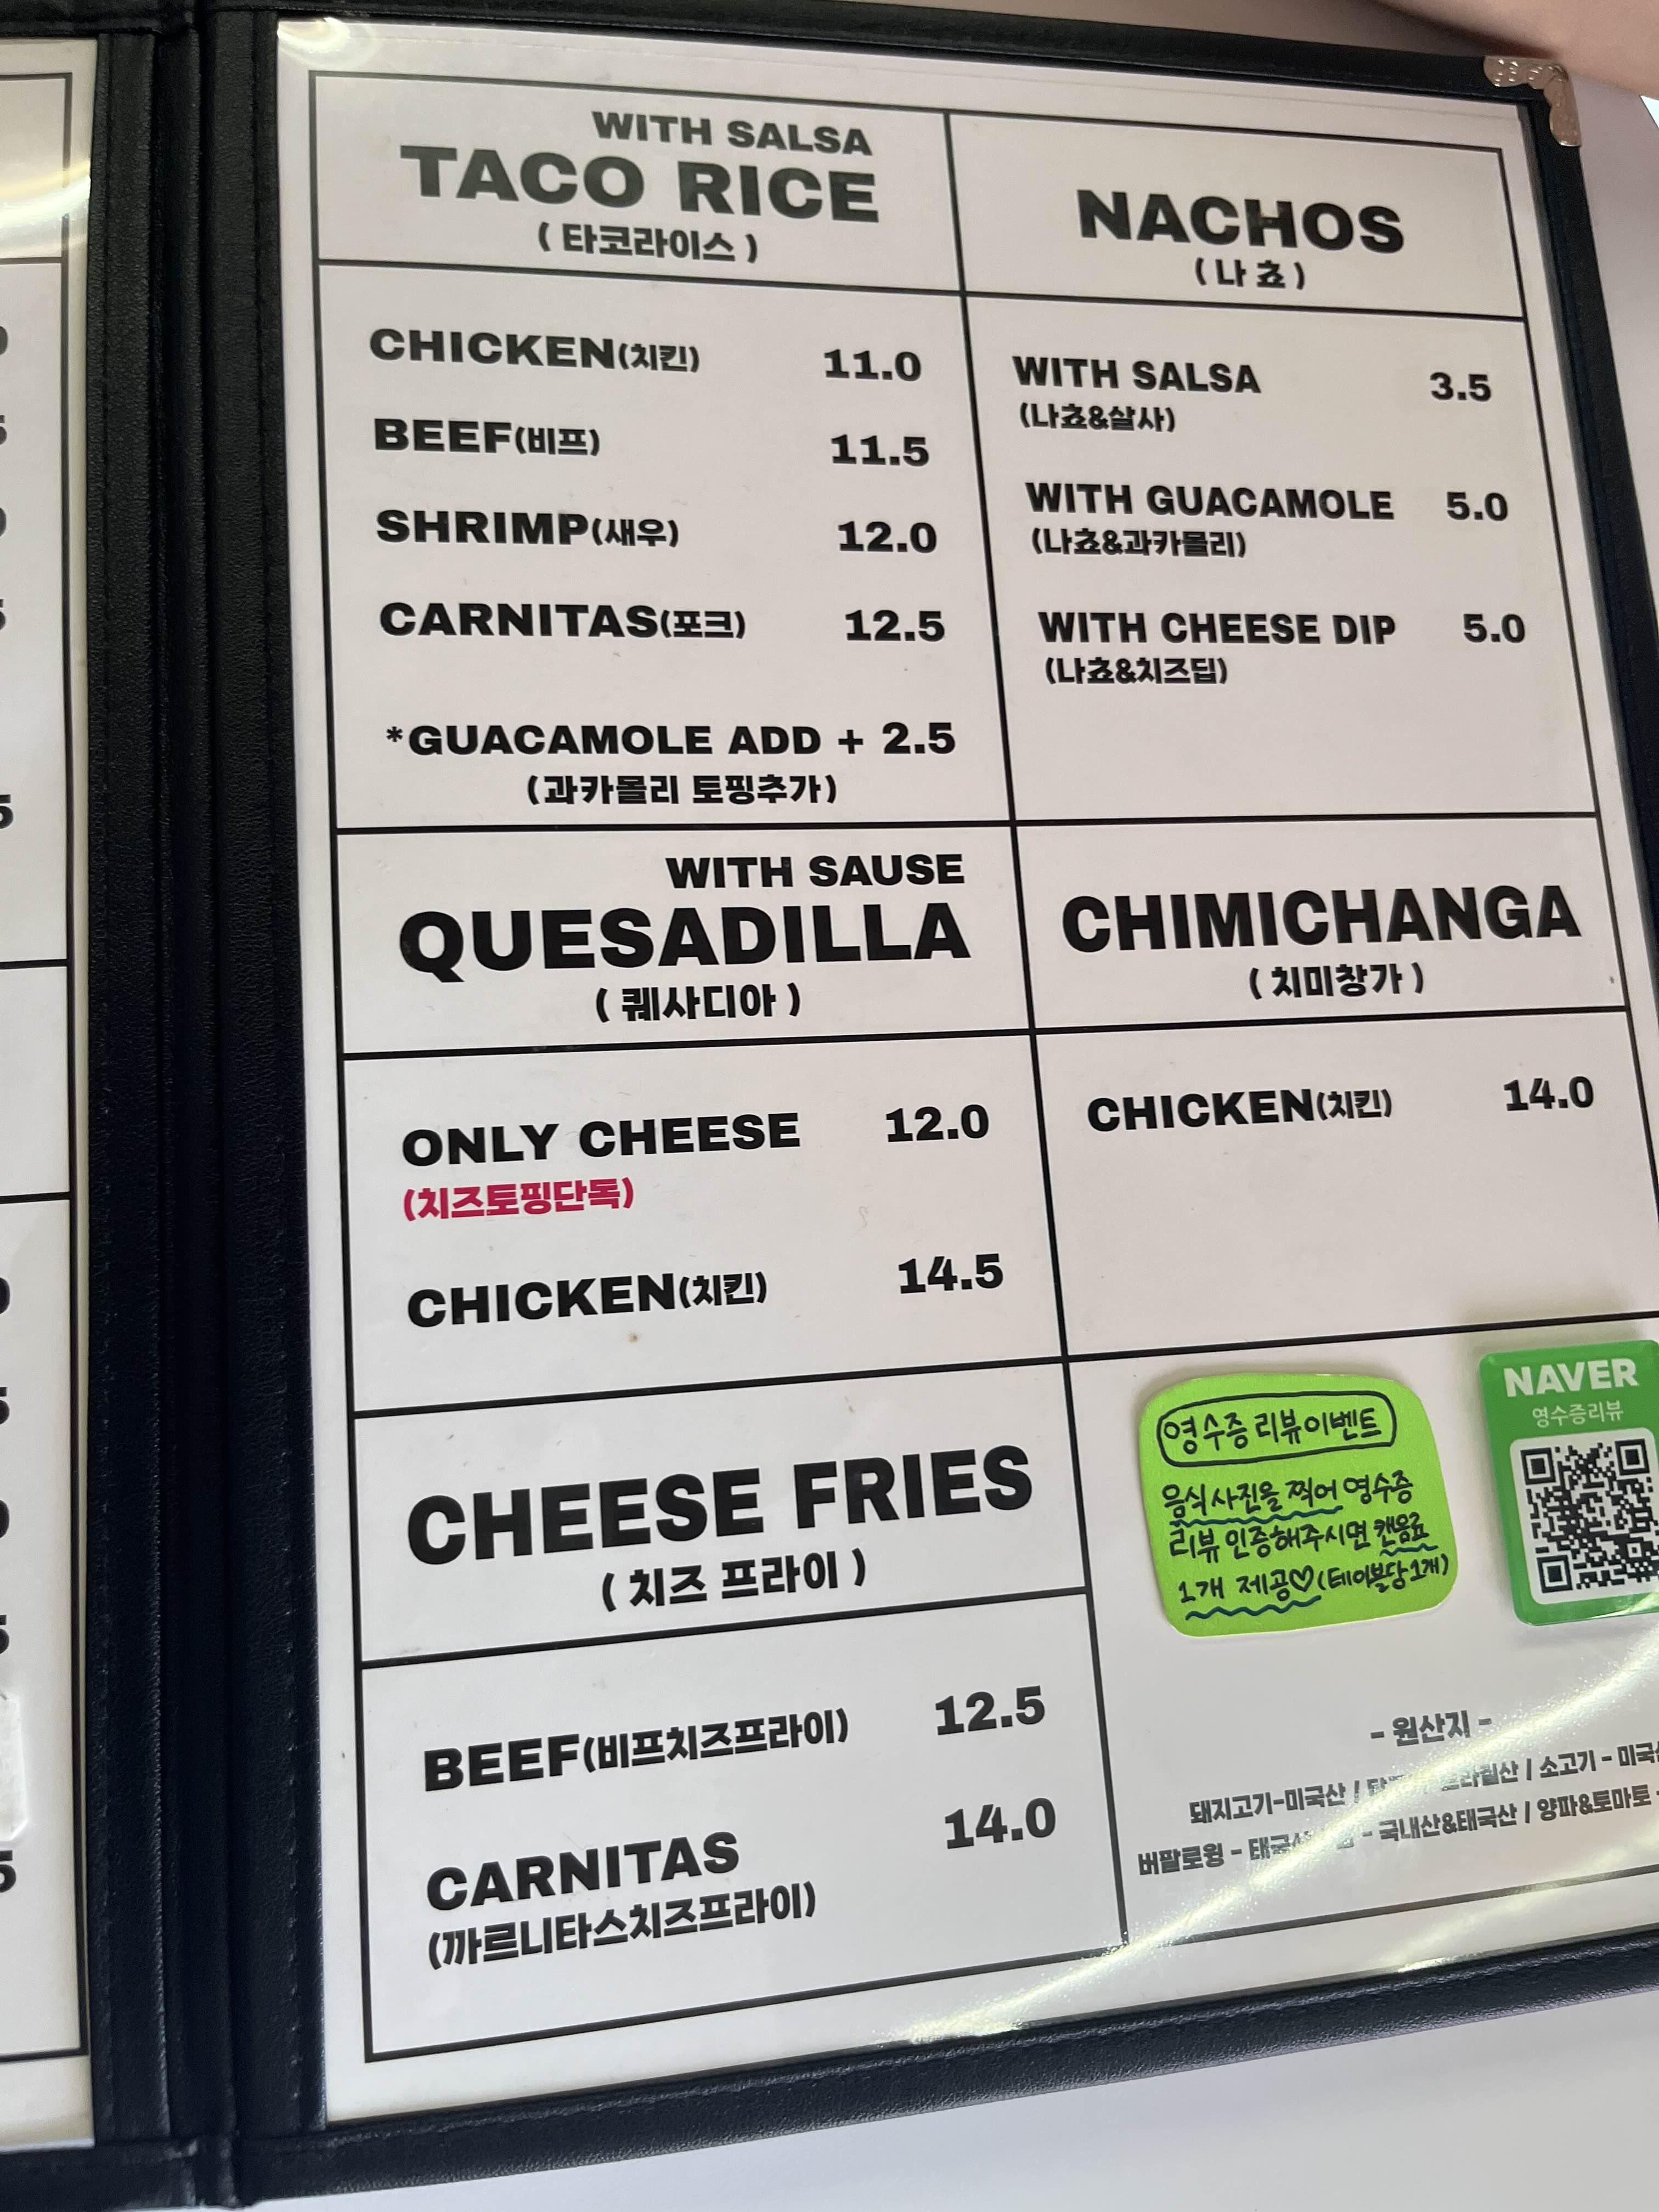 WITH SALSA
TACO RICE
( 타코라이스 )
CHICKEN(치킨) 11.0
BEEF(비프) 11.5
SHRIMP(새우) 12.0
CARNITAS(포크) 12.5
*GUACAMOLE ADD + 2.5
(과카몰리 토핑추가)
NACHOS
( 나 쵸 )
WITH SALSA 3.5
(나쵸&살사)
WITH GUACAMOLE 5.0
(나쵸&과카몰리)
WITH CHEESE DIP 5.0
(나쵸&치즈딥)
WITH SAUSE
QUESADILLA
( 퀘사디아 )
ONLY CHEESE 12.0
(치즈토핑단독)
CHICKEN(치킨) 14.5
CHIMICHANGA
( 치미창가 )
CHICKEN(치킨) 14.0
CHEESE FRIES
( 치즈 프라이 )
BEEF(비프치즈프라이) 12.5
CARNITAS 14.0
(까르니타스치즈프라이)
영수증 리뷰이벤트
음식사진을 찍어 영수증
리뷰 인증해주시면 캔음료
1개 제공♡(테이블당1개)
NAVER
영수증리뷰
- 원산지 -
돼지고기-미국산 / / 소고기 - 미국
버팔로윙 - - 국내산&태국산 / 양파&토마토